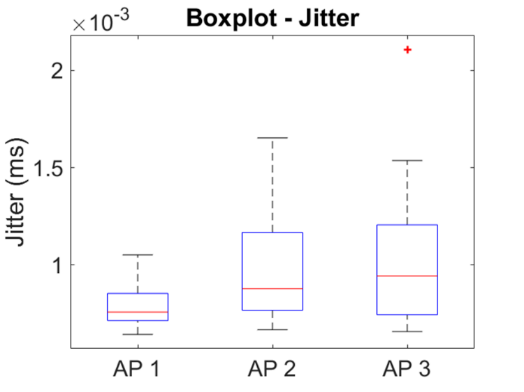 Boxplot - Jitter
×10⁻³
2
1.5
1
Jitter (ms)
AP 1 AP 2 AP 3